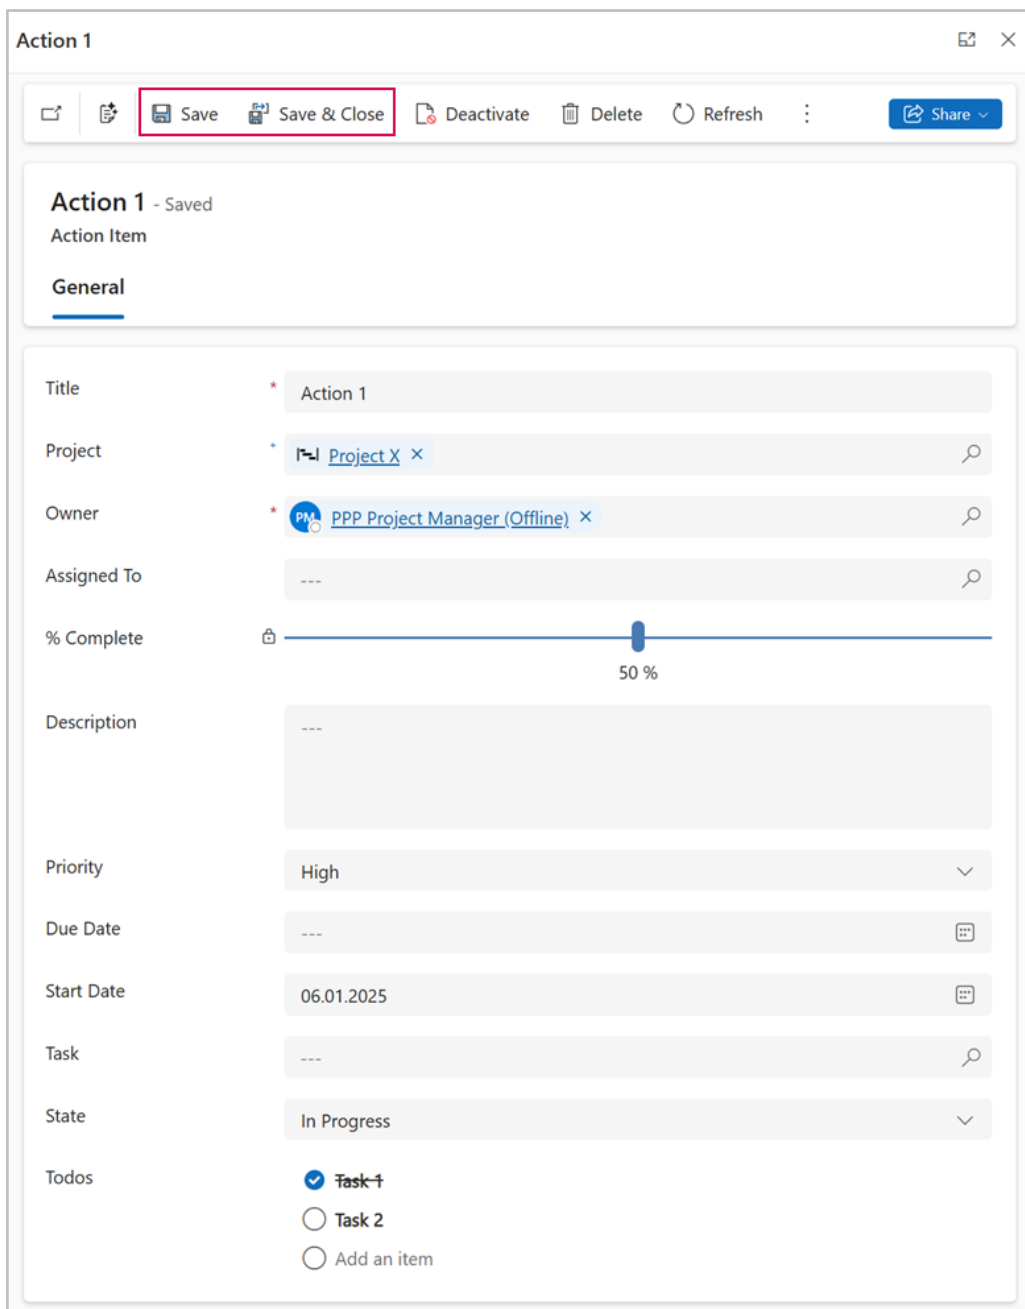 Action 1
Save Save & Close Deactivate Delete Refresh Share
Action 1 - Saved
Action Item
General
Title * Action 1
Project + Project X
Owner * PM PPP Project Manager (Offline)
Assigned To ---
% Complete
50 %
Description ---
Priority High
Due Date ---
Start Date 06.01.2025
Task ---
State In Progress
Todos Task 1
Task 2
Add an item